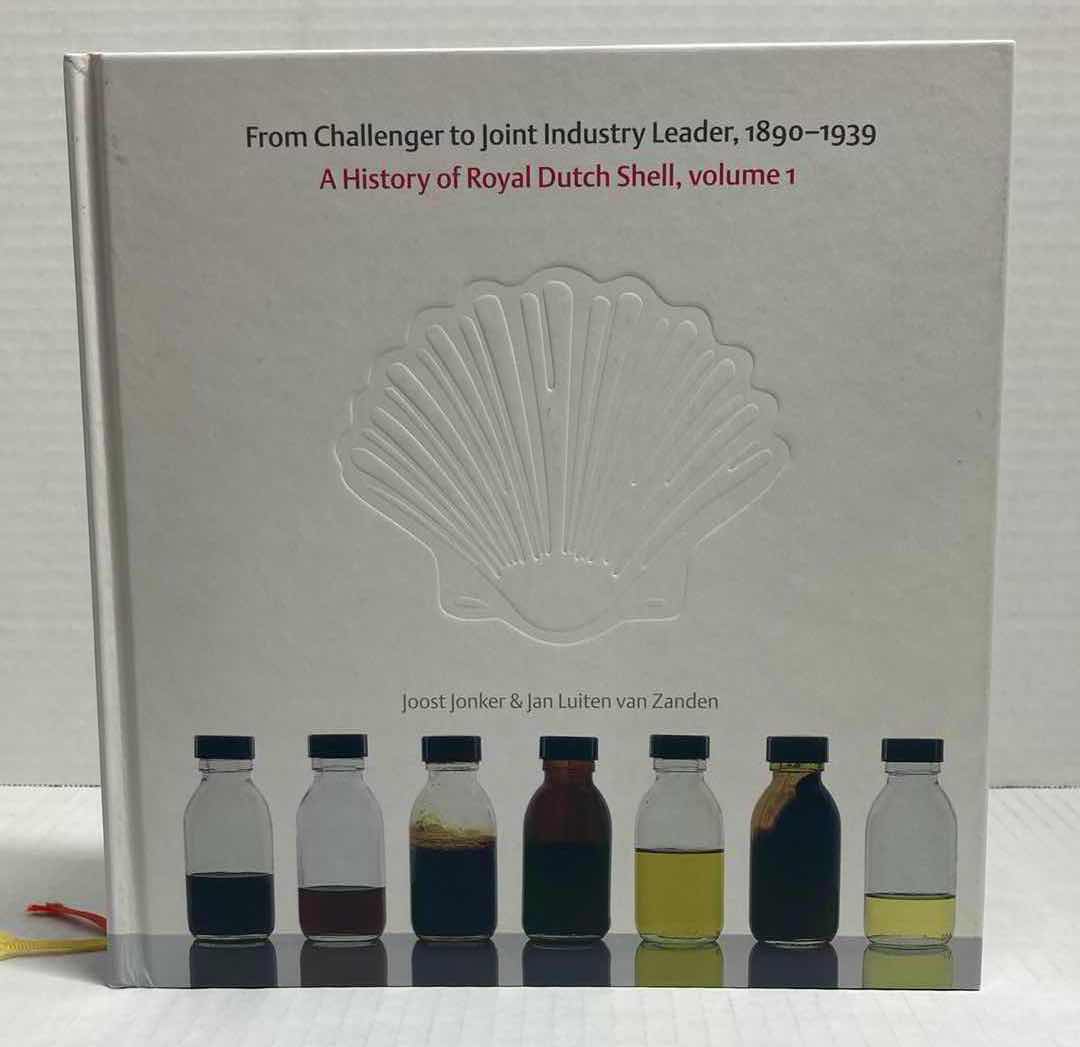 From Challenger to Joint Industry Leader, 1890–1939
A History of Royal Dutch Shell, volume 1
Joost Jonker & Jan Luiten van Zanden